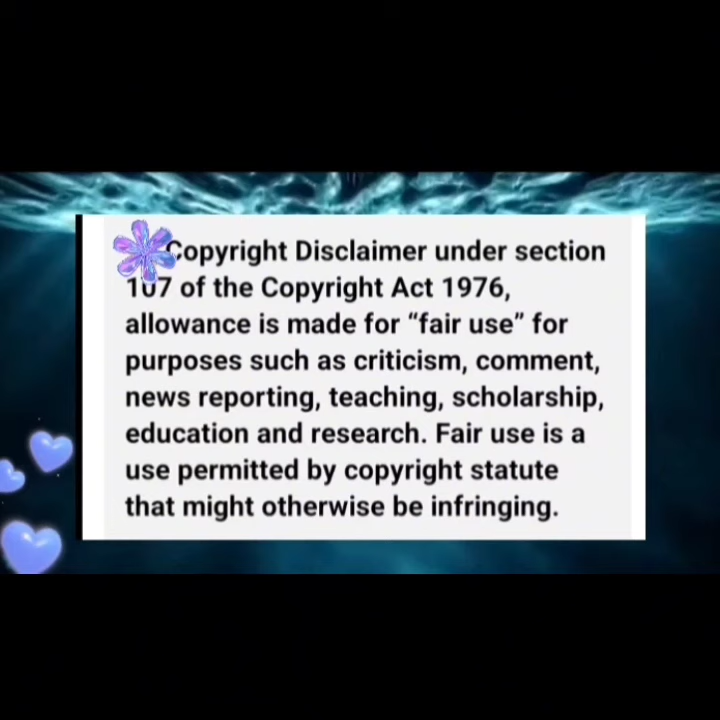 Copyright Disclaimer under section
107 of the Copyright Act 1976,
allowance is made for “fair use” for
purposes such as criticism, comment,
news reporting, teaching, scholarship,
education and research. Fair use is a
use permitted by copyright statute
that might otherwise be infringing.